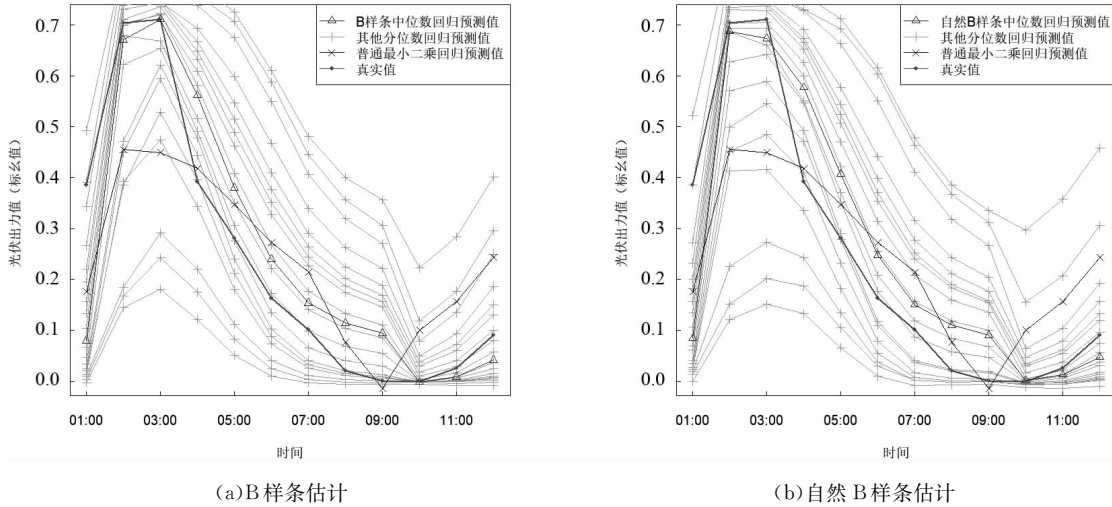 0.7
0.6
0.5
0.4
0.3
0.2
0.1
0.0
光伏出力值（标幺值）
B样条中位数回归预测值
其他分位数回归预测值
普通最小二乘回归预测值
真实值
01:00 03:00 05:00 07:00 09:00 11:00
时间
(a)B样条估计
0.7
0.6
0.5
0.4
0.3
0.2
0.1
0.0
光伏出力值（标幺值）
自然B样条中位数回归预测值
其他分位数回归预测值
普通最小二乘回归预测值
真实值
01:00 03:00 05:00 07:00 09:00 11:00
时间
(b)自然B样条估计